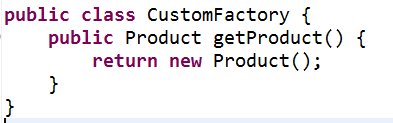 public class CustomFactory {
    public Product getProduct() {
        return new Product();
    }
}